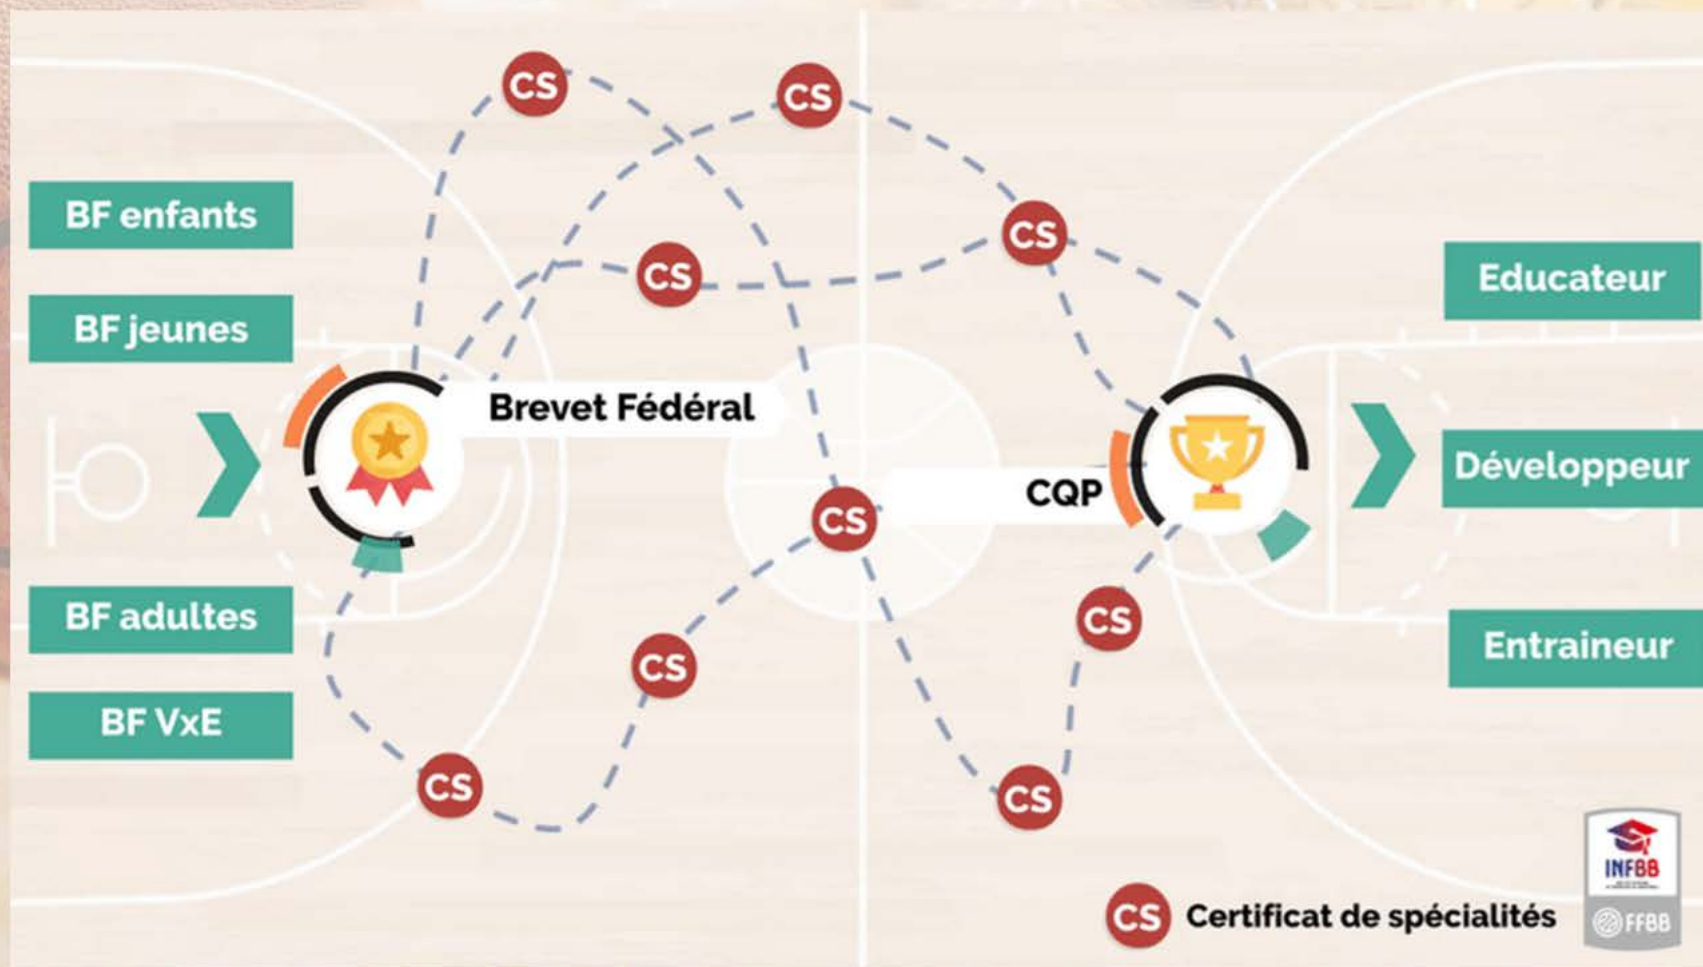 CS
CS
BF enfants
CS
Educateur
CS
BF jeunes
Brevet Fédéral
Développeur
CQP
CS
BF adultes
CS
Entraineur
CS
BF VxE
CS
CS
CS Certificat de spécialités
INFBB
FFBB